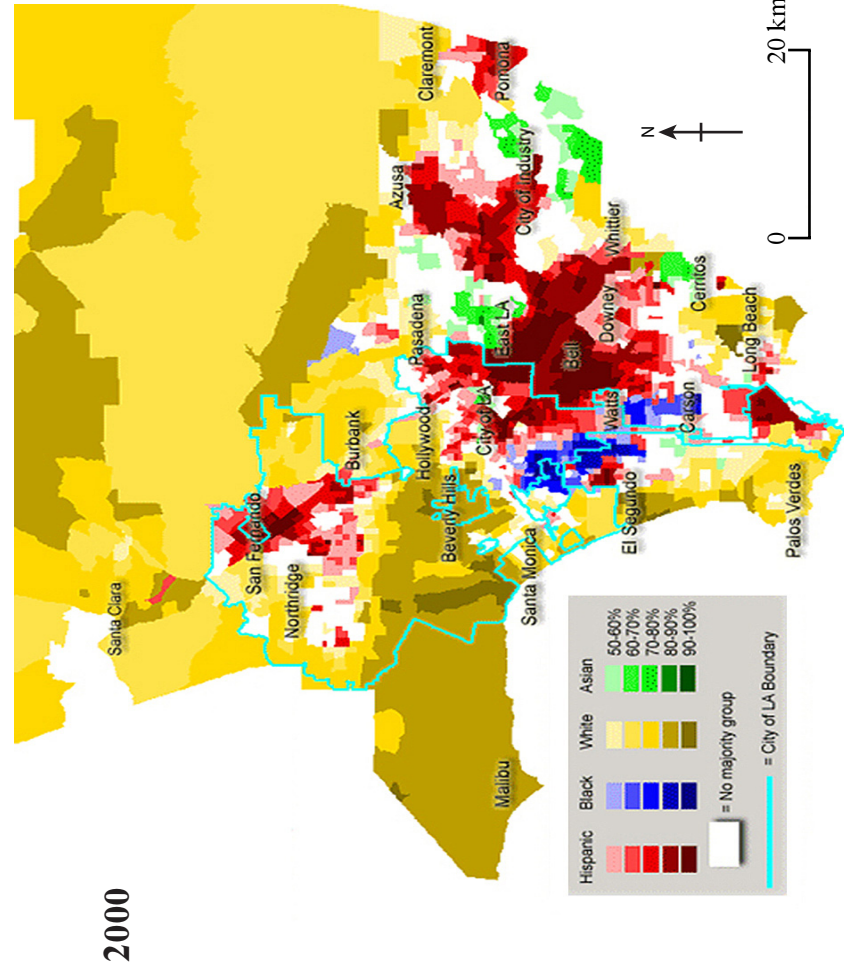 2000
Santa Clara
San Fernando
Northridge
Burbank
Pasadena
Azusa
Claremont
Pomona
Hollywood
Beverly Hills
Malibu
Santa Monica
City of LA
East LA
City of Industry
Bell
Whittier
Downey
Watts
El Segundo
Carson
Cerritos
Long Beach
Palos Verdes
Hispanic Black White Asian
50-60%
60-70%
70-80%
80-90%
90-100%
= No majority group
= City of LA Boundary
N
0 20 km